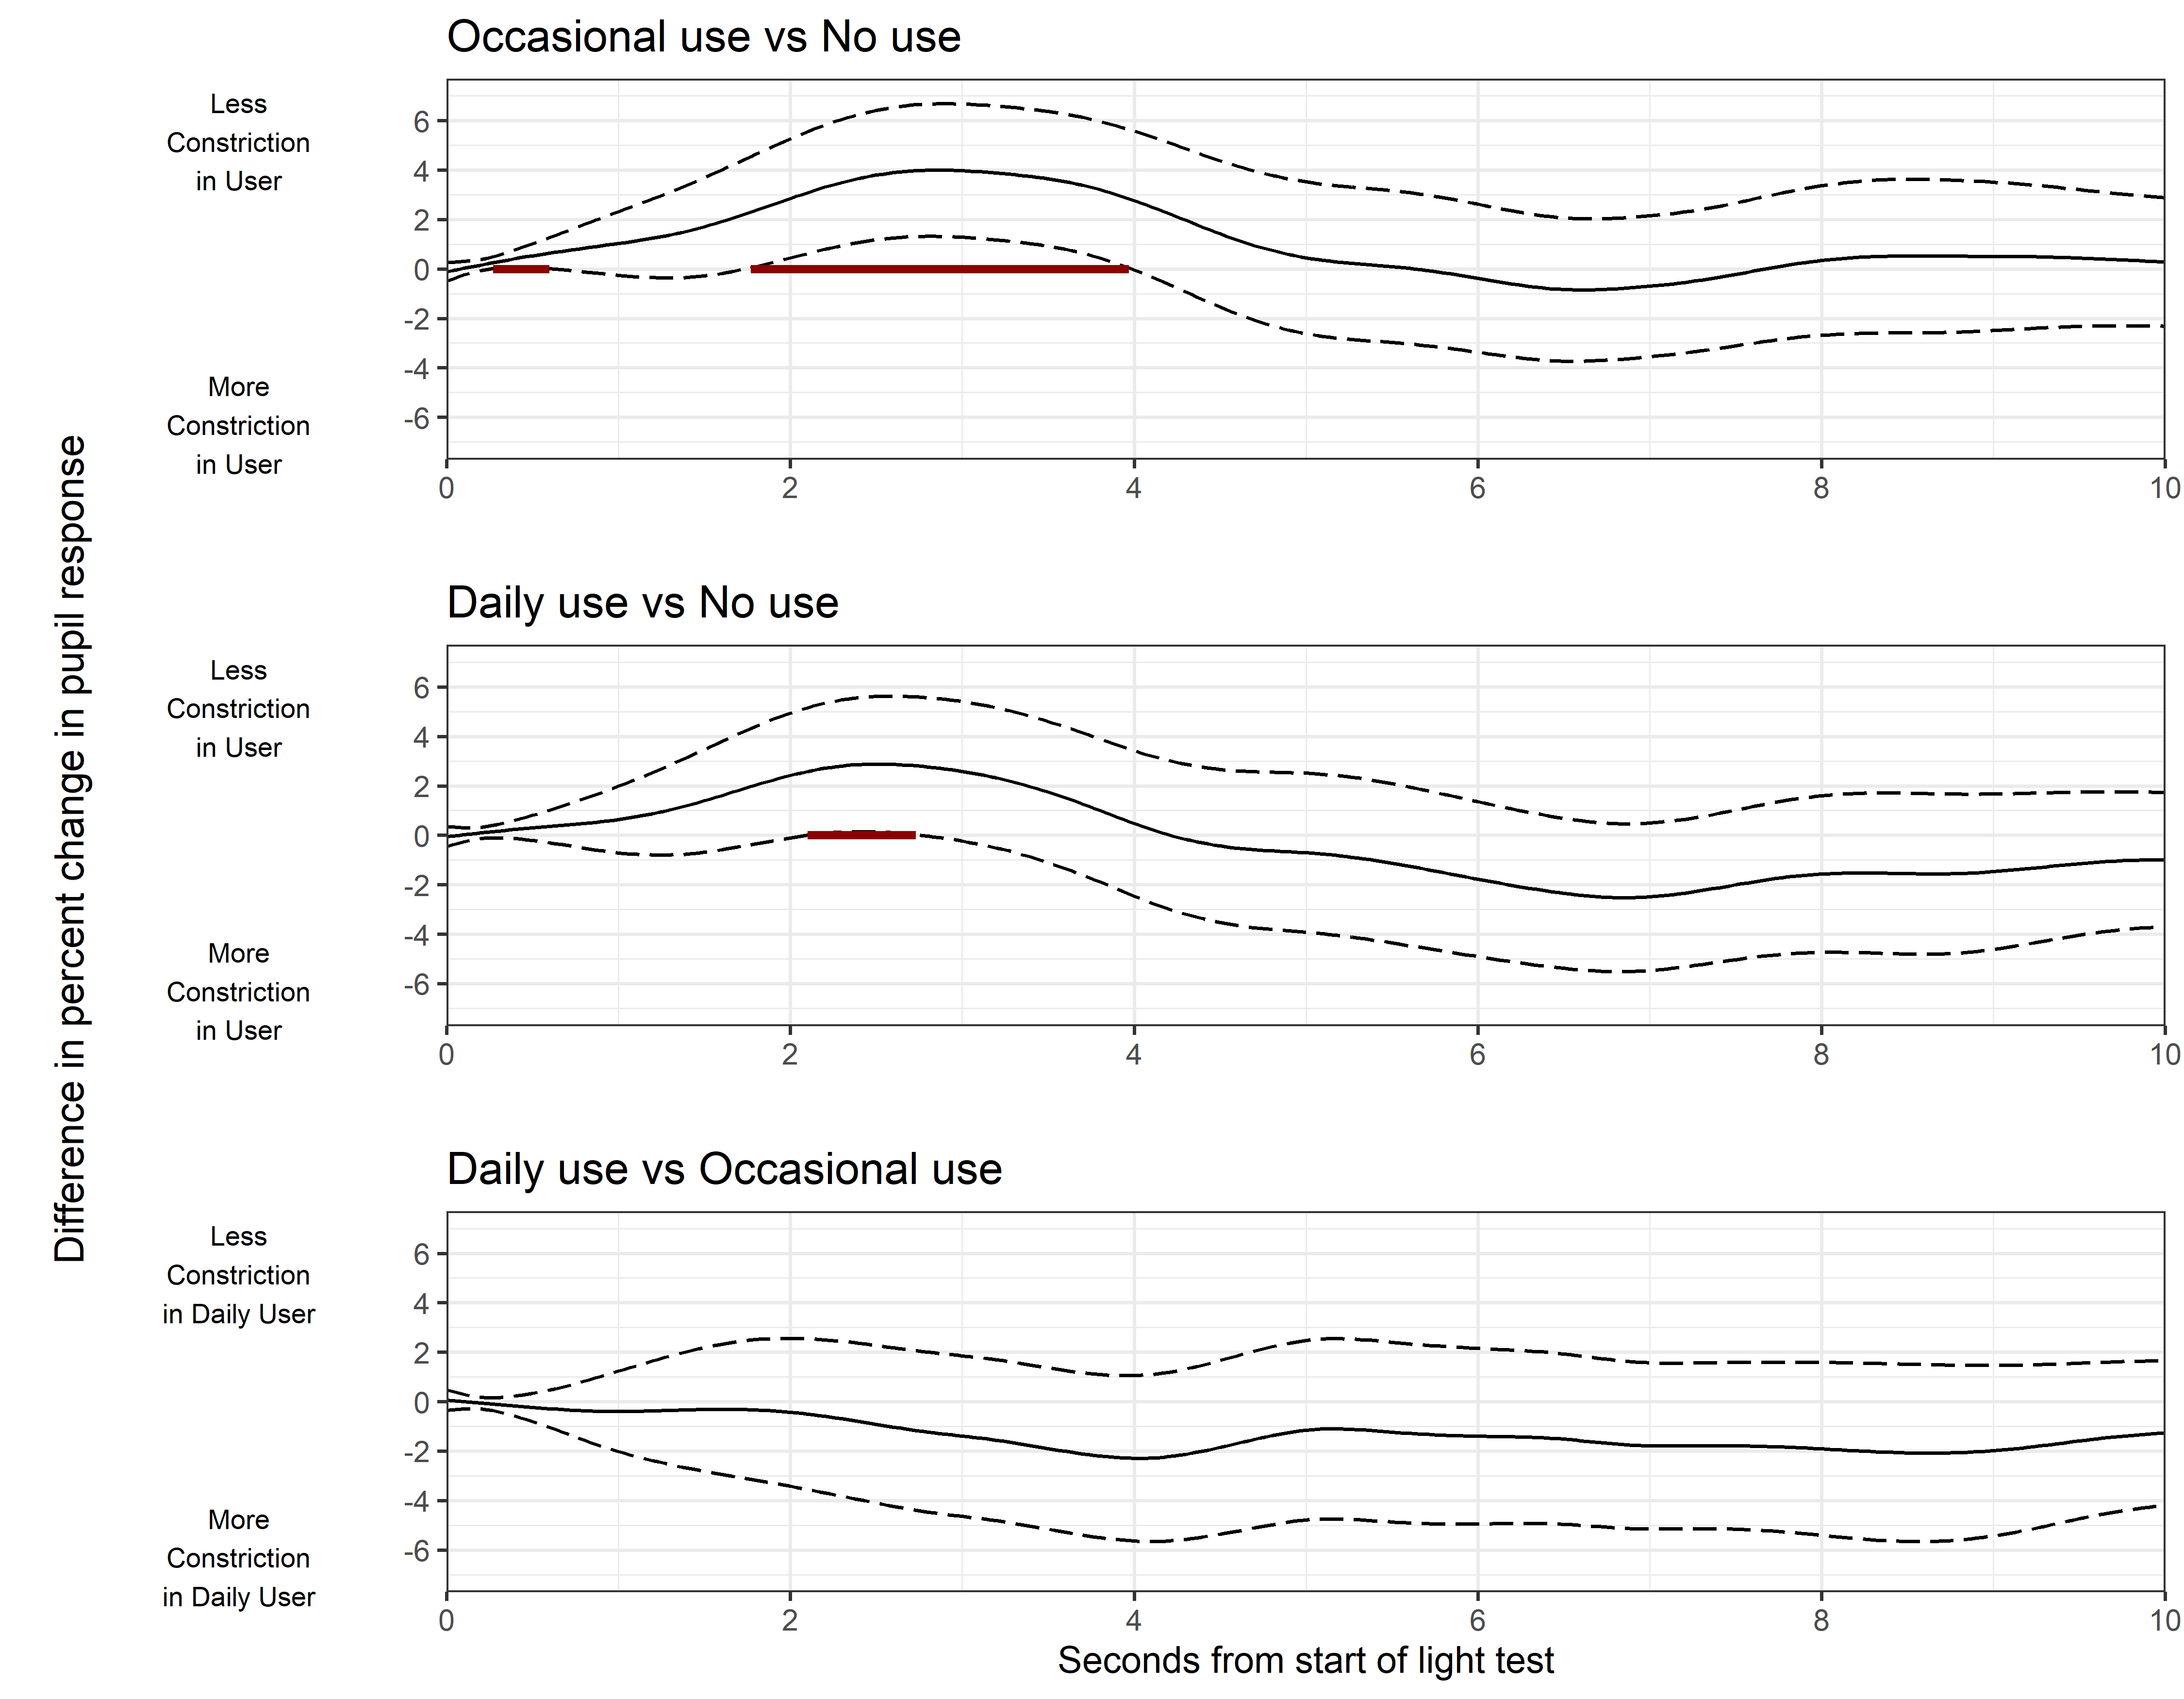 Difference in percent change in pupil response
Occasional use vs No use
Less
Constriction
in User
More
Constriction
in User
6
4
2
0
-2
-4
-6
0 2 4 6 8 10
Daily use vs No use
Less
Constriction
in User
More
Constriction
in User
6
4
2
0
-2
-4
-6
0 2 4 6 8 10
Daily use vs Occasional use
Less
Constriction
in Daily User
More
Constriction
in Daily User
6
4
2
0
-2
-4
-6
0 2 4 6 8 10
Seconds from start of light test